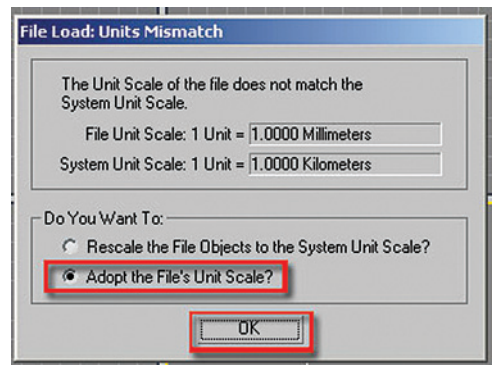 File Load: Units Mismatch
The Unit Scale of the file does not match the
System Unit Scale.
File Unit Scale: 1 Unit = 1.0000 Millimeters
System Unit Scale: 1 Unit = 1.0000 Kilometers
Do You Want To:
Rescale the File Objects to the System Unit Scale?
Adopt the File's Unit Scale?
OK